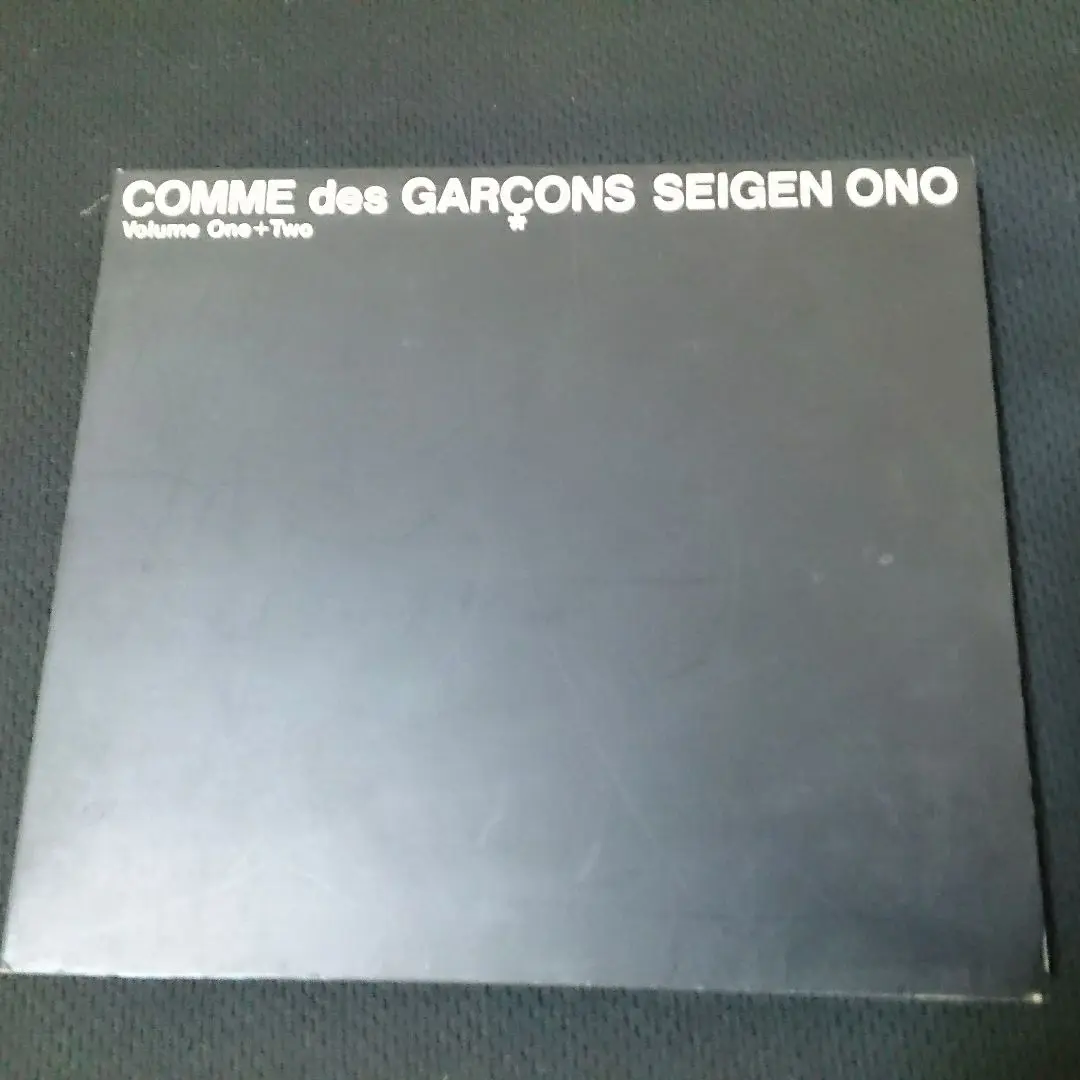 COMME des GARÇONS SEIGEN ONO
Volume One+Two